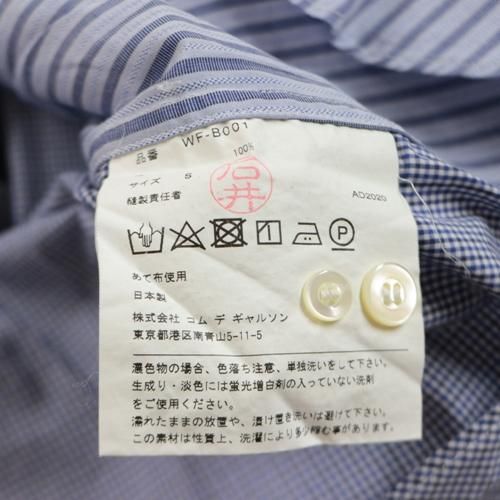 品番 WF-B001
100%
サイズ S
縫製責任者 石井 AD2020
あて布使用
日本製
株式会社 コム デ ギャルソン
東京都港区南青山5-11-5
濃色物の場合、色落ち注意、単独洗いをして下さい。
生成り・淡色には蛍光増白剤の入っていない洗剤
をご使用ください。
濡れたままの放置や、漬け置き洗いは避けて下さい。
この素材は性質上、洗濯により多少縮む事があります。